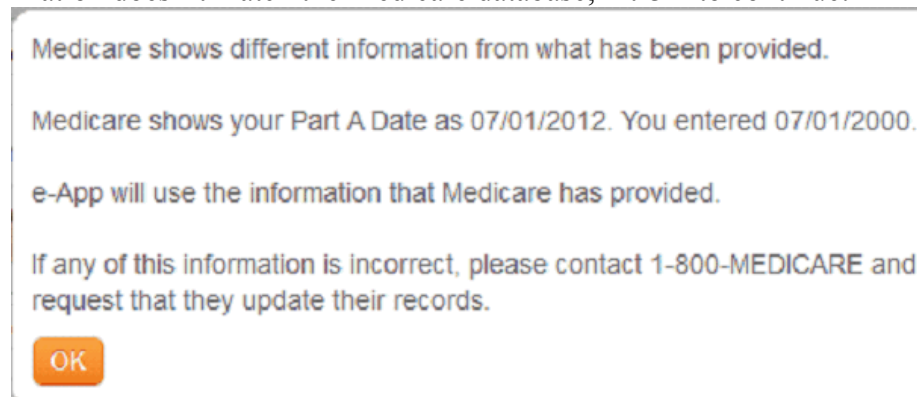 Medicare shows different information from what has been provided.
Medicare shows your Part A Date as 07/01/2012. You entered 07/01/2000.
e-App will use the information that Medicare has provided.
If any of this information is incorrect, please contact 1-800-MEDICARE and
request that they update their records.
OK